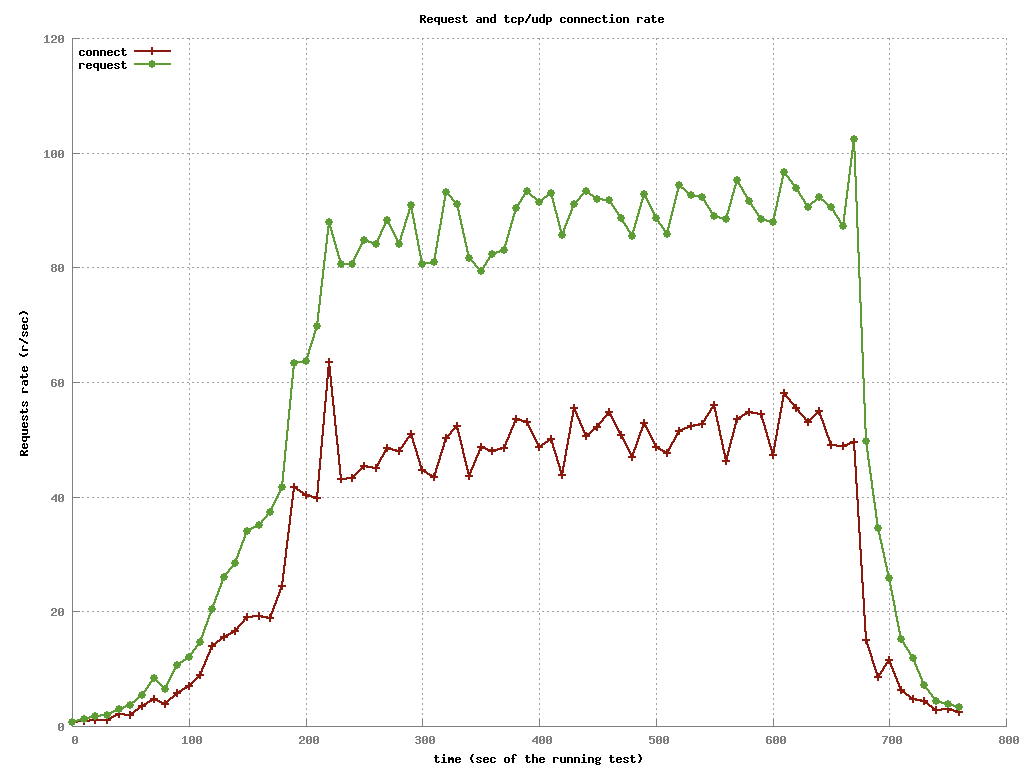 Request and tcp/udp connection rate
120
connect
request
100
80
60
40
20
0
Requests rate (r/sec)
0 100 200 300 400 500 600 700 800
time (sec of the running test)